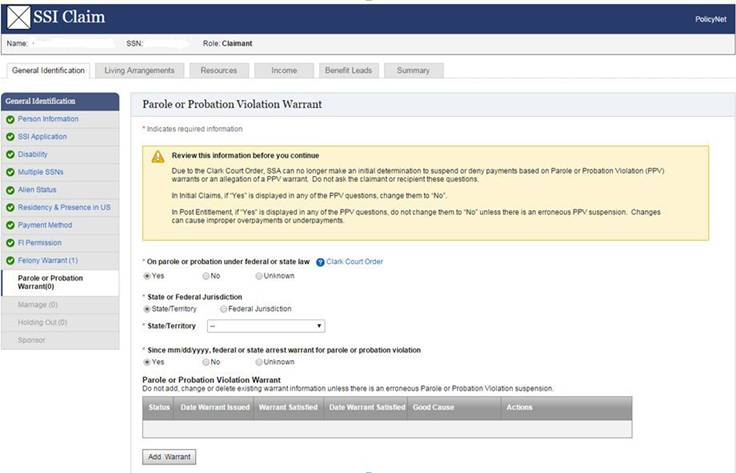 SSI Claim
PolicyNet
Name: SSN: Role: Claimant
General Identification Living Arrangements Resources Income Benefit Leads Summary
General Identification
Person Information
SSI Application
Disability
Multiple SSNs
Alien Status
Residency & Presence in US
Payment Method
FI Permission
Felony Warrant (1)
Parole or Probation
Warrant(0)
Marriage (0)
Holding Out (0)
Sponsor
Parole or Probation Violation Warrant
* Indicates required information
Review this information before you continue
Due to the Clark Court Order, SSA can no longer make an initial determination to suspend or deny payments based on Parole or Probation Violation (PPV)
warrants or an allegation of a PPV warrant. Do not ask the claimant or recipient these questions.
In Initial Claims, if "Yes" is displayed in any of the PPV questions, change them to "No".
In Post Entitlement, if "Yes" is displayed in any of the PPV questions, do not change them to "No" unless there is an erroneous PPV suspension. Changes
can cause improper overpayments or underpayments.
* On parole or probation under federal or state law ? Clark Court Order
Yes No Unknown
* State or Federal Jurisdiction
State/Territory Federal Jurisdiction
* State/Territory --
* Since mm/dd/yyyy, federal or state arrest warrant for parole or probation violation
Yes No Unknown
Parole or Probation Violation Warrant
Do not add, change or delete existing warrant information unless there is an erroneous Parole or Probation Violation suspension.
Status Date Warrant Issued Warrant Satisfied Date Warrant Satisfied Good Cause Actions
Add Warrant